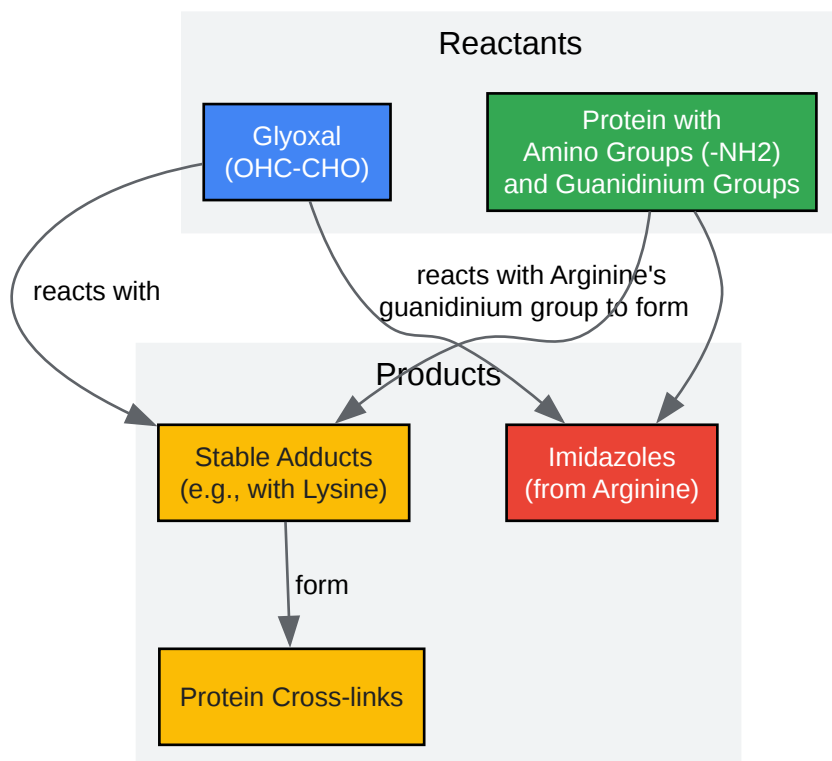 Reactants
Glyoxal
(OHC-CHO)
Protein with
Amino Groups (-NH2)
and Guanidinium Groups
reacts with
reacts with Arginine's
guanidinium group to form
Products
Stable Adducts
(e.g., with Lysine)
Imidazoles
(from Arginine)
form
Protein Cross-links